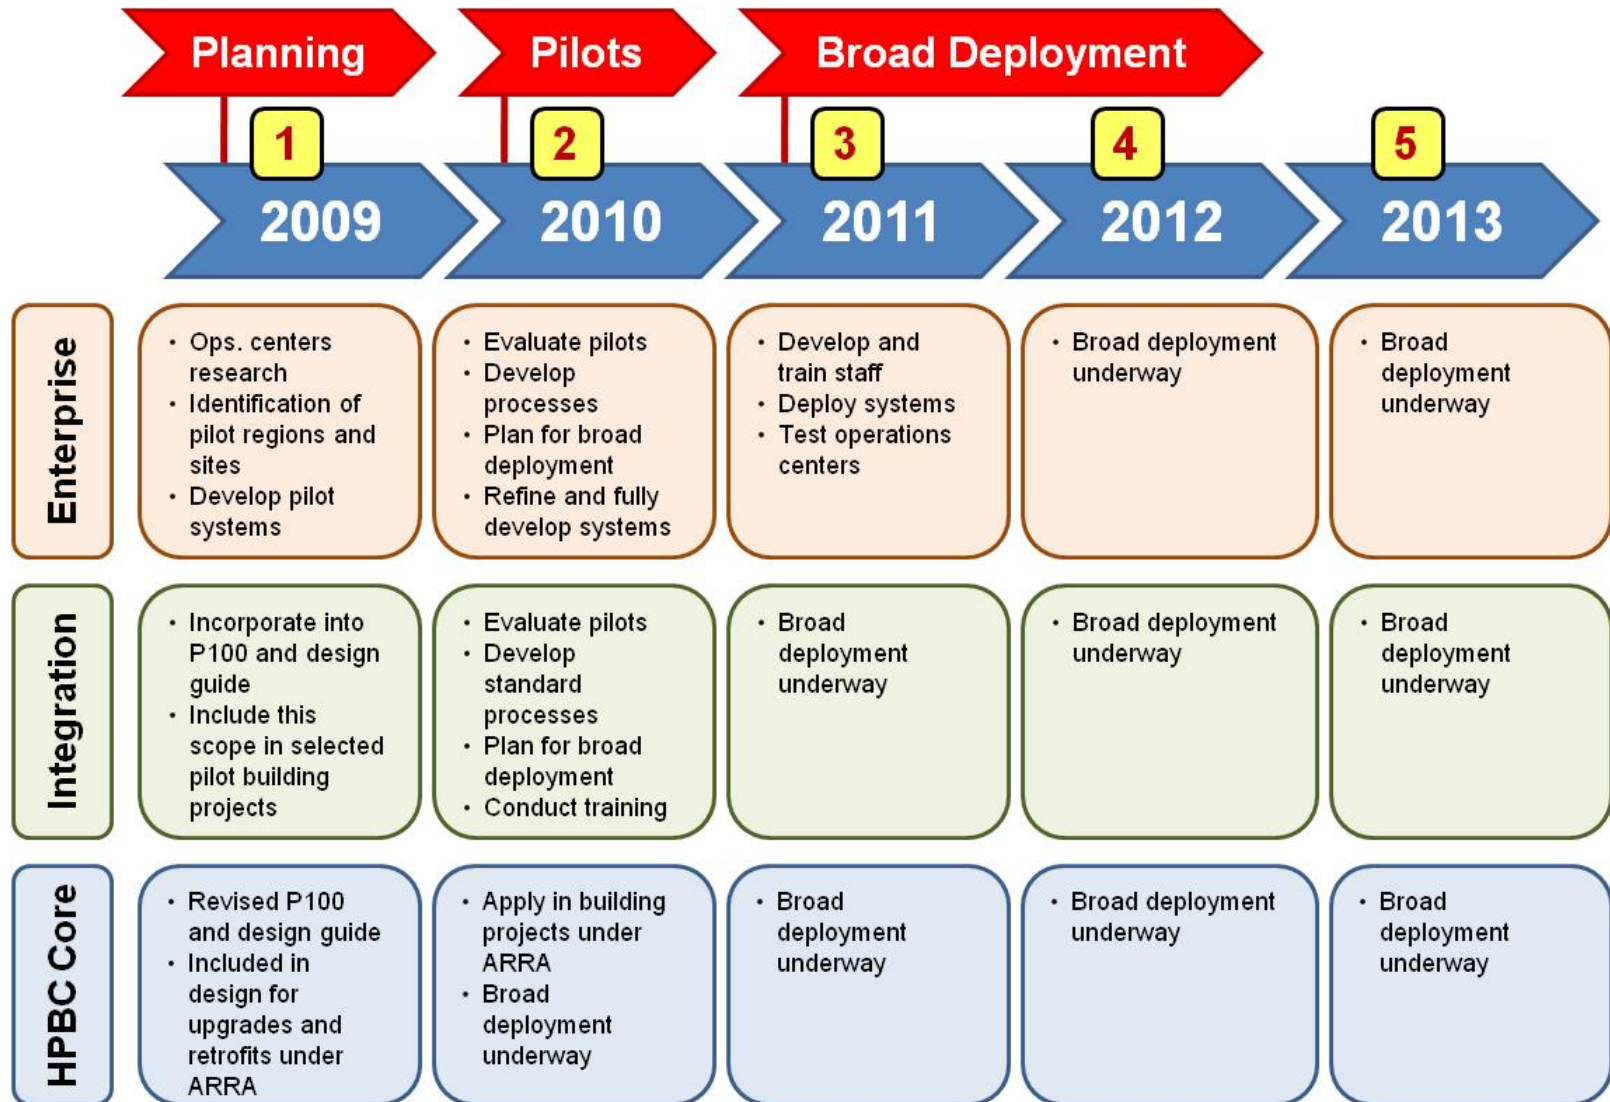 Planning
Pilots
Broad Deployment
1
2
3
4
5
2009
2010
2011
2012
2013
Enterprise
• Ops. centers
research
• Identification of
pilot regions and
sites
• Develop pilot
systems
• Evaluate pilots
• Develop
processes
• Plan for broad
deployment
• Refine and fully
develop systems
• Develop and
train staff
• Deploy systems
• Test operations
centers
• Broad deployment
underway
• Broad
deployment
underway
Integration
• Incorporate into
P100 and design
guide
• Include this
scope in selected
pilot building
projects
• Evaluate pilots
• Develop
standard
processes
• Plan for broad
deployment
• Conduct training
• Broad
deployment
underway
• Broad deployment
underway
• Broad
deployment
underway
HPBC Core
• Revised P100
and design guide
• Included in
design for
upgrades and
retrofits under
ARRA
• Apply in building
projects under
ARRA
• Broad
deployment
underway
• Broad
deployment
underway
• Broad deployment
underway
• Broad
deployment
underway